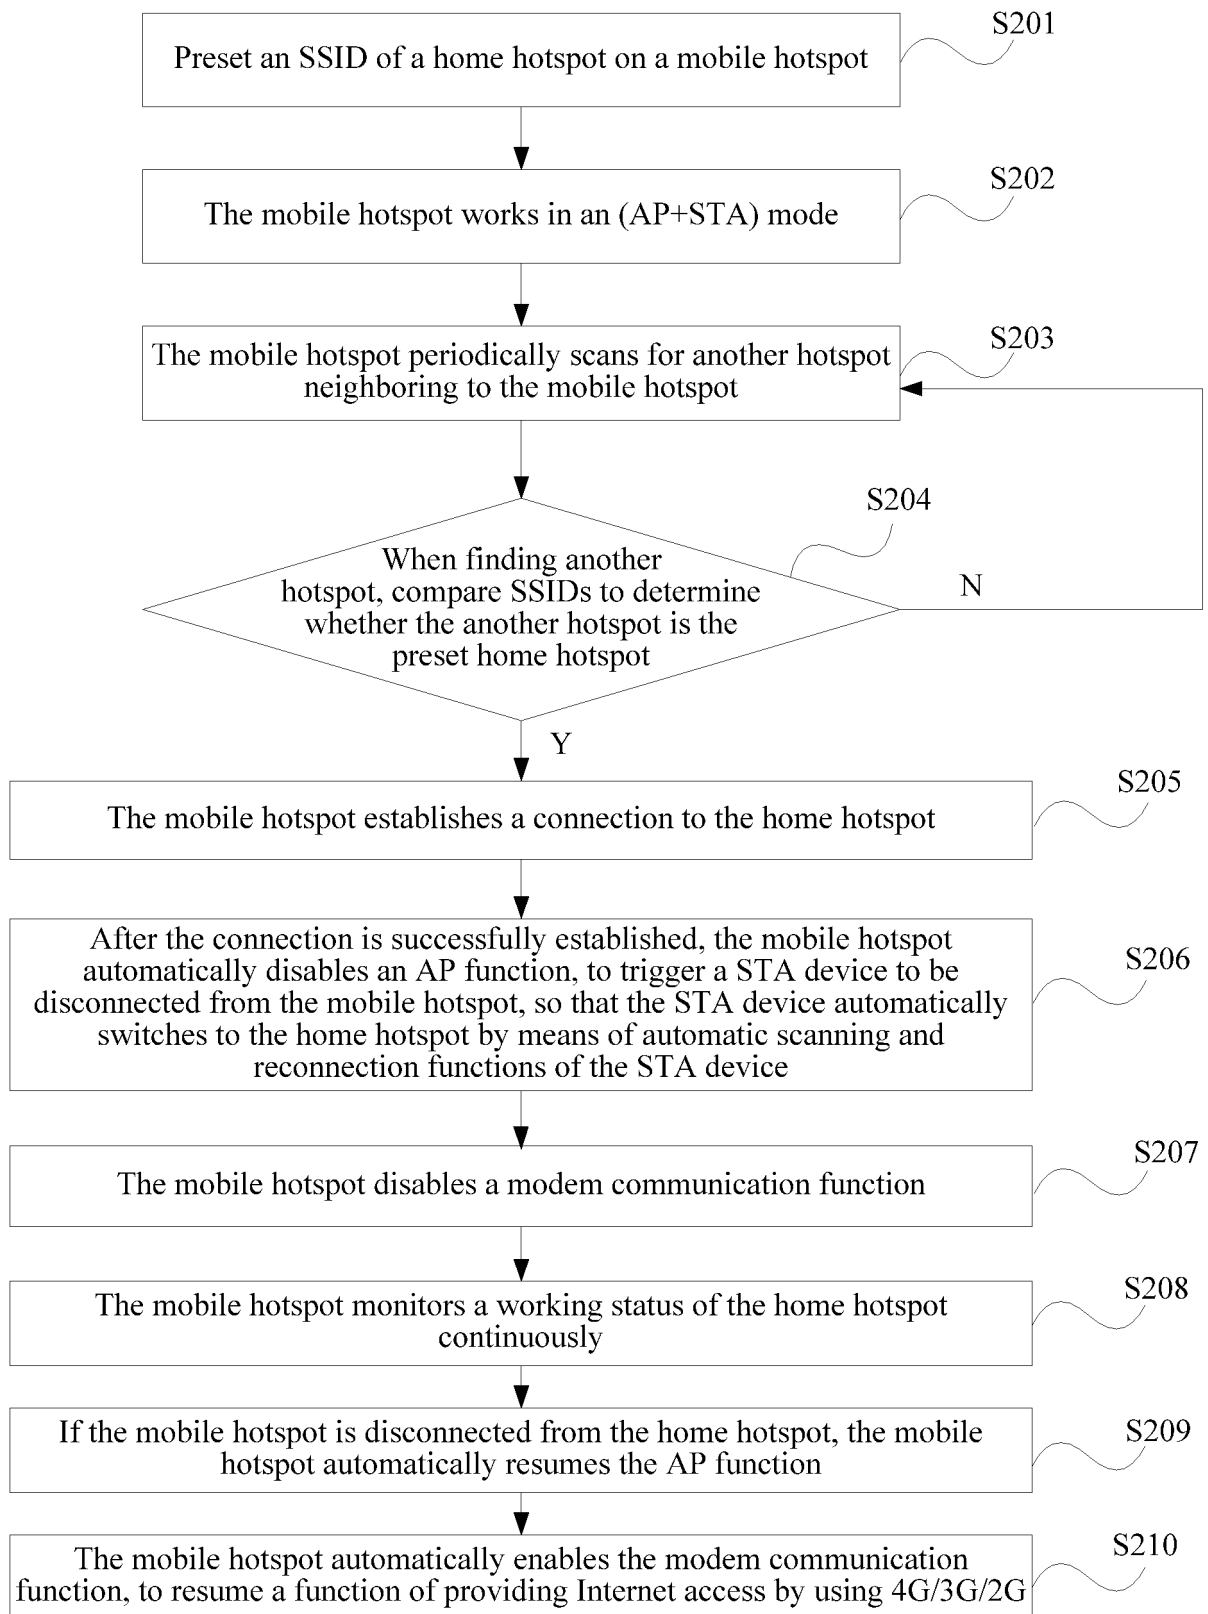 S201
Preset an SSID of a home hotspot on a mobile hotspot
S202
The mobile hotspot works in an (AP+STA) mode
S203
The mobile hotspot periodically scans for another hotspot
neighboring to the mobile hotspot
S204
When finding another
hotspot, compare SSIDs to determine
whether the another hotspot is the
preset home hotspot
N
Y
S205
The mobile hotspot establishes a connection to the home hotspot
S206
After the connection is successfully established, the mobile hotspot
automatically disables an AP function, to trigger a STA device to be
disconnected from the mobile hotspot, so that the STA device automatically
switches to the home hotspot by means of automatic scanning and
reconnection functions of the STA device
S207
The mobile hotspot disables a modem communication function
S208
The mobile hotspot monitors a working status of the home hotspot
continuously
S209
If the mobile hotspot is disconnected from the home hotspot, the mobile
hotspot automatically resumes the AP function
S210
The mobile hotspot automatically enables the modem communication
function, to resume a function of providing Internet access by using 4G/3G/2G